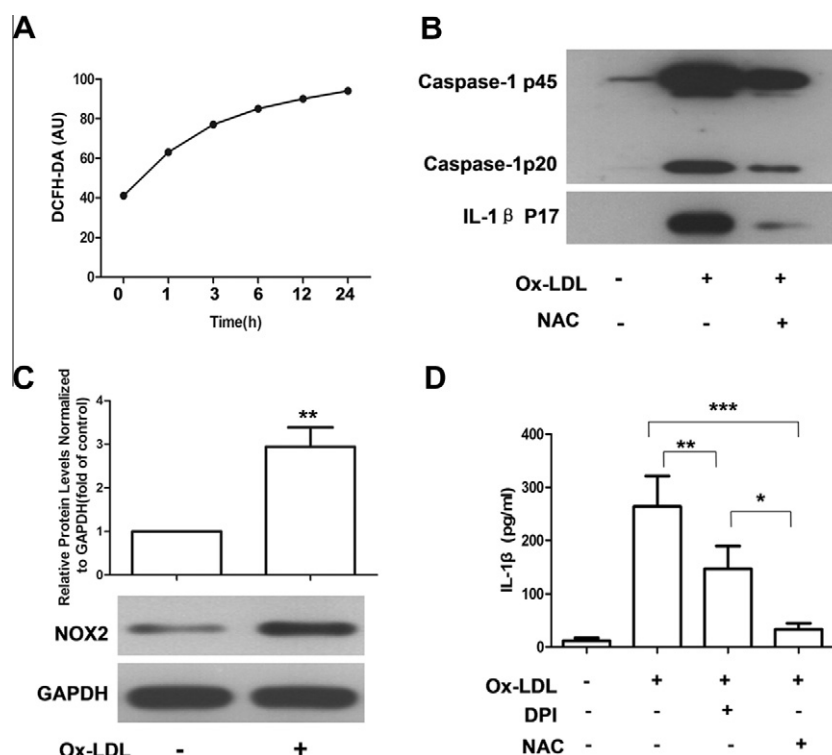 A
DCFH-DA (AU)
100
80
60
40
20
0
0 1 3 6 12 24
Time(h)
B
Caspase-1 p45
Caspase-1p20
IL-1β P17
Ox-LDL - + +
NAC - - +
C
Relative Protein Levels Normalized
to GAPDH(fold of control)
4
3
2
1
0
**
NOX2
GAPDH
Ox-LDL - +
D
IL-1β (pg/ml)
400
300
200
100
0
***
**
*
Ox-LDL - + + +
DPI - - + -
NAC - - - +